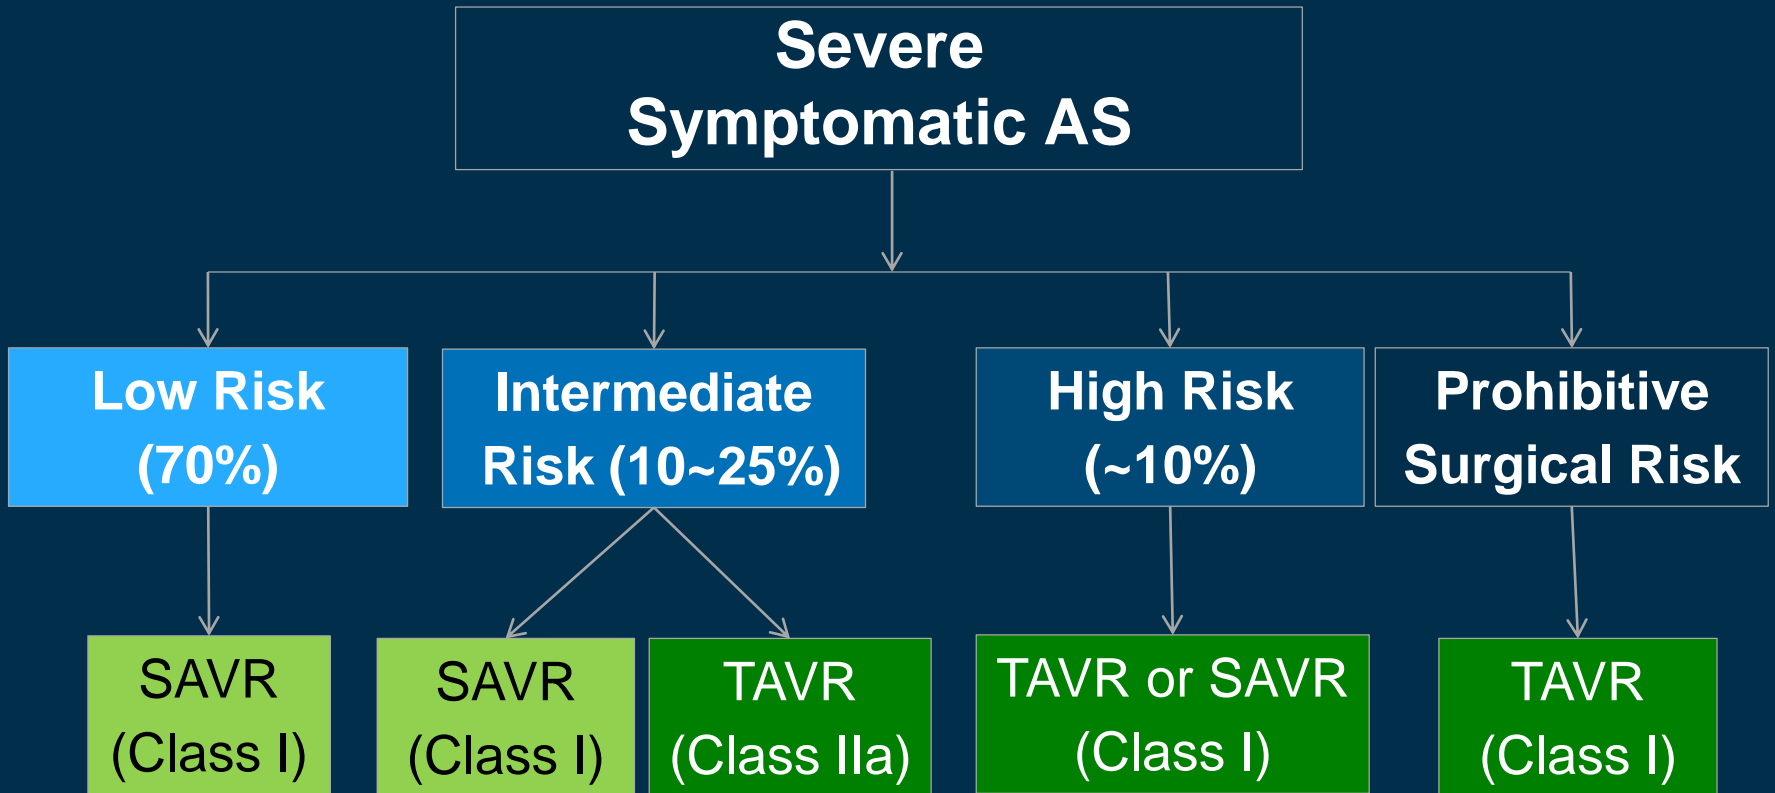 Severe
Symptomatic AS
Low Risk
(70%)
Intermediate
Risk (10~25%)
High Risk
(~10%)
Prohibitive
Surgical Risk
SAVR
(Class I)
SAVR
(Class I)
TAVR
(Class IIa)
TAVR or SAVR
(Class I)
TAVR
(Class I)